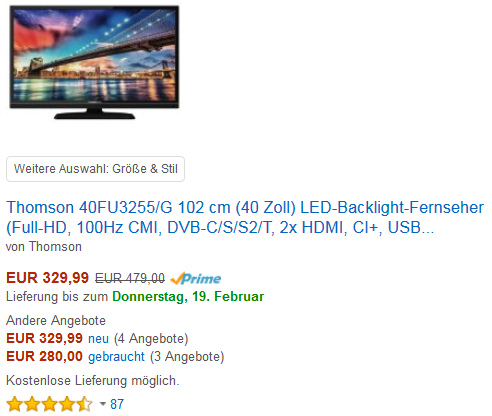 Weitere Auswahl: Größe & Stil
Thomson 40FU3255/G 102 cm (40 Zoll) LED-Backlight-Fernseher
(Full-HD, 100Hz CMI, DVB-C/S/S2/T, 2x HDMI, CI+, USB...
von Thomson
EUR 329,99 EUR 479,00 Prime
Lieferung bis zum Donnerstag, 19. Februar
Andere Angebote
EUR 329,99 neu (4 Angebote)
EUR 280,00 gebraucht (3 Angebote)
Kostenlose Lieferung möglich.
87